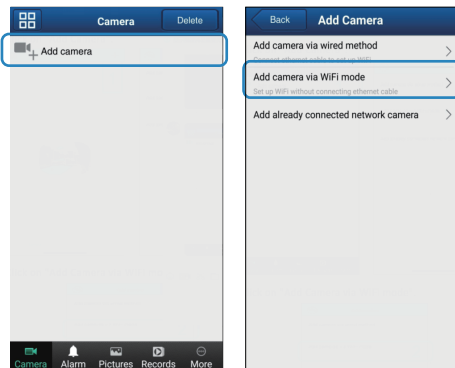 Camera
Delete
Add camera
Camera
Alarm
Pictures
Records
More
Back
Add Camera
Add camera via wired method
Connect ethernet cable to set up WiFi
Add camera via WiFi mode
Set up WiFi without connecting ethernet cable
Add already connected network camera